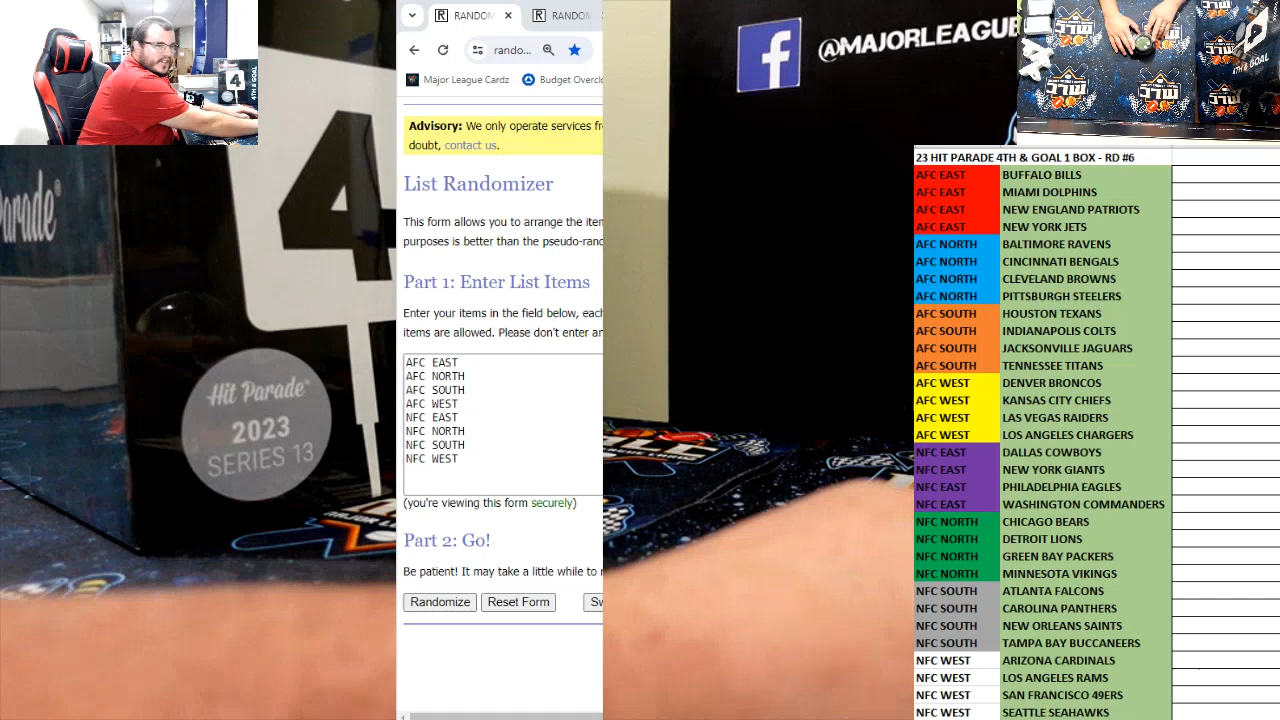 4
4TH & GOAL
Parade®
4
Hit Parade®
2023
SERIES 13
RANDOM
RANDOM
rando...
Major League Cardz
Budget Overclo
Advisory: We only operate services fr
doubt, contact us.
List Randomizer
This form allows you to arrange the item
purposes is better than the pseudo-rand
Part 1: Enter List Items
Enter your items in the field below, each
items are allowed. Please don't enter an
AFC EAST
AFC NORTH
AFC SOUTH
AFC WEST
NFC EAST
NFC NORTH
NFC SOUTH
NFC WEST
(you're viewing this form securely)
Part 2: Go!
Be patient! It may take a little while to r
Randomize Reset Form Sw
f @MAJORLEAGUE
23 HIT PARADE 4TH & GOAL 1 BOX - RD #6
AFC EAST BUFFALO BILLS
AFC EAST MIAMI DOLPHINS
AFC EAST NEW ENGLAND PATRIOTS
AFC EAST NEW YORK JETS
AFC NORTH BALTIMORE RAVENS
AFC NORTH CINCINNATI BENGALS
AFC NORTH CLEVELAND BROWNS
AFC NORTH PITTSBURGH STEELERS
AFC SOUTH HOUSTON TEXANS
AFC SOUTH INDIANAPOLIS COLTS
AFC SOUTH JACKSONVILLE JAGUARS
AFC SOUTH TENNESSEE TITANS
AFC WEST DENVER BRONCOS
AFC WEST KANSAS CITY CHIEFS
AFC WEST LAS VEGAS RAIDERS
AFC WEST LOS ANGELES CHARGERS
NFC EAST DALLAS COWBOYS
NFC EAST NEW YORK GIANTS
NFC EAST PHILADELPHIA EAGLES
NFC EAST WASHINGTON COMMANDERS
NFC NORTH CHICAGO BEARS
NFC NORTH DETROIT LIONS
NFC NORTH GREEN BAY PACKERS
NFC NORTH MINNESOTA VIKINGS
NFC SOUTH ATLANTA FALCONS
NFC SOUTH CAROLINA PANTHERS
NFC SOUTH NEW ORLEANS SAINTS
NFC SOUTH TAMPA BAY BUCCANEERS
NFC WEST ARIZONA CARDINALS
NFC WEST LOS ANGELES RAMS
NFC WEST SAN FRANCISCO 49ERS
NFC WEST SEATTLE SEAHAWKS